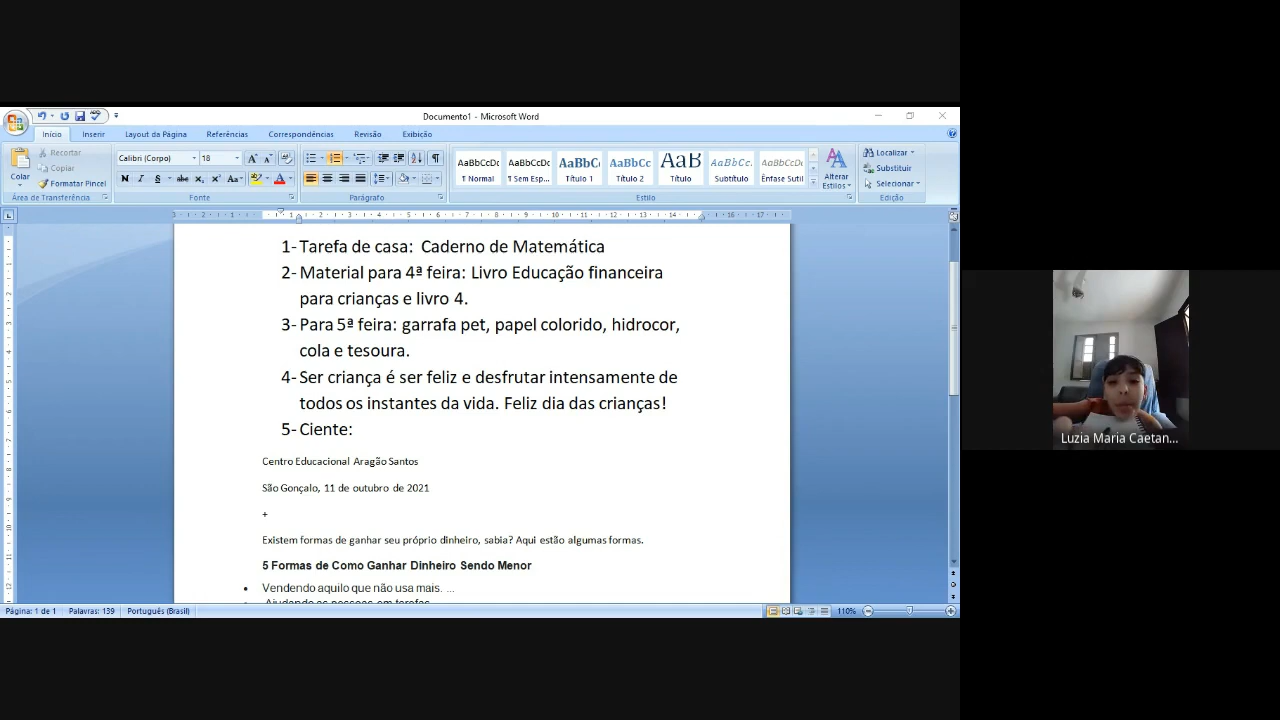 Documento1 - Microsoft Word
Início Inserir Layout da Página Referências Correspondências Revisão Exibição
Colar
Recortar
Copiar
Formatar Pincel
Área de Transferência
Calibri (Corpo) 18
N I S abc x₂ x² Aa
Fonte
Parágrafo
AaBbCcDc AaBbCcDc AaBbC AaBbCc AaB AaBbCc. AaBbCcDc
¶ Normal ¶ Sem Esp... Título 1 Título 2 Título Subtítulo Ênfase Sutil
Alterar Estilos
Estilo
Localizar
Substituir
Selecionar
Edição
1- Tarefa de casa: Caderno de Matemática
2- Material para 4ª feira: Livro Educação financeira
para crianças e livro 4.
3- Para 5ª feira: garrafa pet, papel colorido, hidrocor,
cola e tesoura.
4- Ser criança é ser feliz e desfrutar intensamente de
todos os instantes da vida. Feliz dia das crianças!
5- Ciente:
Centro Educacional Aragão Santos
São Gonçalo, 11 de outubro de 2021
+
Existem formas de ganhar seu próprio dinheiro, sabia? Aqui estão algumas formas.
5 Formas de Como Ganhar Dinheiro Sendo Menor
• Vendendo aquilo que não usa mais. ...
Página: 1 de 1 Palavras: 139 Português (Brasil) 110%
Luzia Maria Caetan...